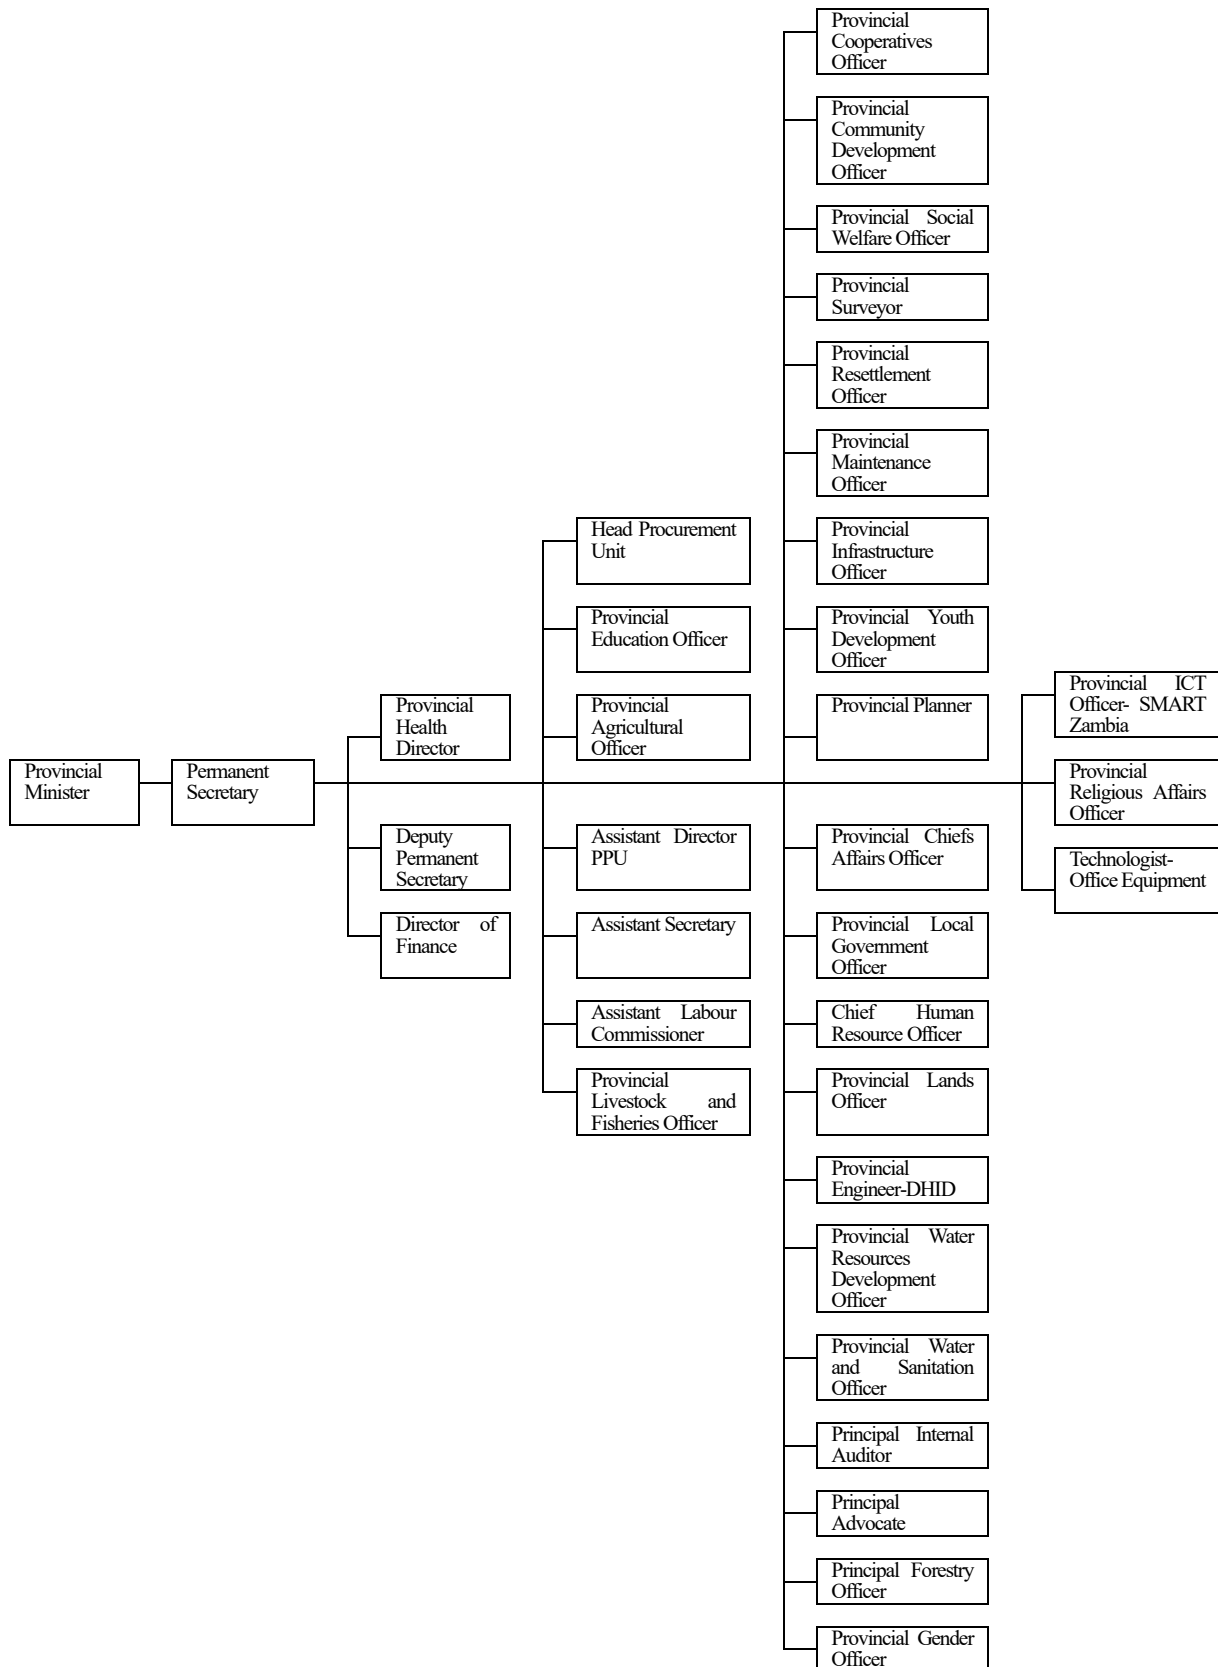 Provincial
Minister
Permanent
Secretary
Provincial
Health
Director
Deputy
Permanent
Secretary
Director of
Finance
Head Procurement
Unit
Provincial
Education Officer
Provincial
Agricultural
Officer
Assistant Director
PPU
Assistant Secretary
Assistant Labour
Commissioner
Provincial
Livestock and
Fisheries Officer
Provincial
Cooperatives
Officer
Provincial
Community
Development
Officer
Provincial Social
Welfare Officer
Provincial
Surveyor
Provincial
Resettlement
Officer
Provincial
Maintenance
Officer
Provincial
Infrastructure
Officer
Provincial Youth
Development
Officer
Provincial Planner
Provincial Chiefs
Affairs Officer
Provincial Local
Government
Officer
Chief Human
Resource Officer
Provincial Lands
Officer
Provincial
Engineer-DHID
Provincial Water
Resources
Development
Officer
Provincial Water
and Sanitation
Officer
Principal Internal
Auditor
Principal
Advocate
Principal Forestry
Officer
Provincial Gender
Officer
Provincial ICT
Officer- SMART
Zambia
Provincial
Religious Affairs
Officer
Technologist-
Office Equipment